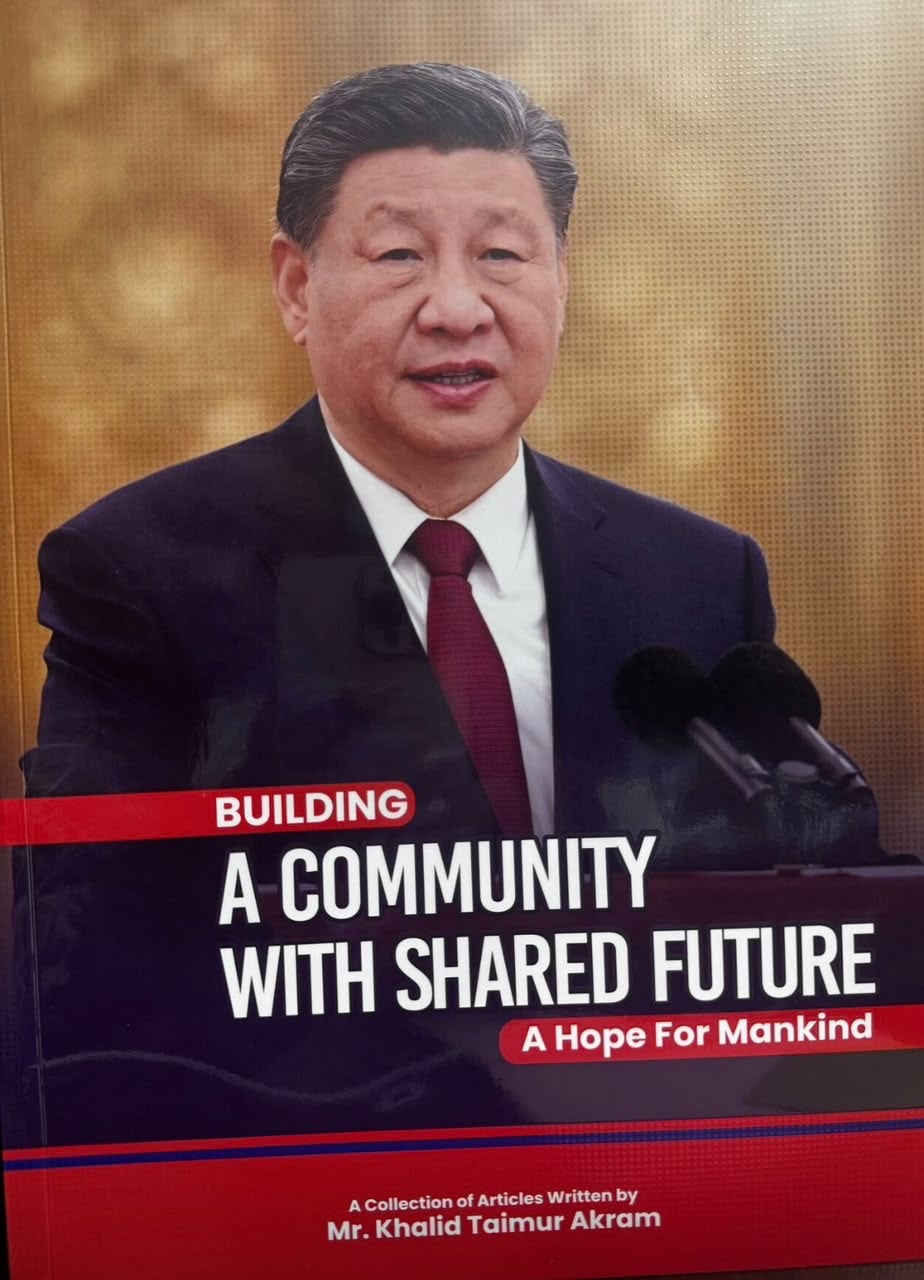 BUILDING
A COMMUNITY
WITH SHARED FUTURE
A Hope For Mankind
A Collection of Articles Written by
Mr. Khalid Taimur Akram